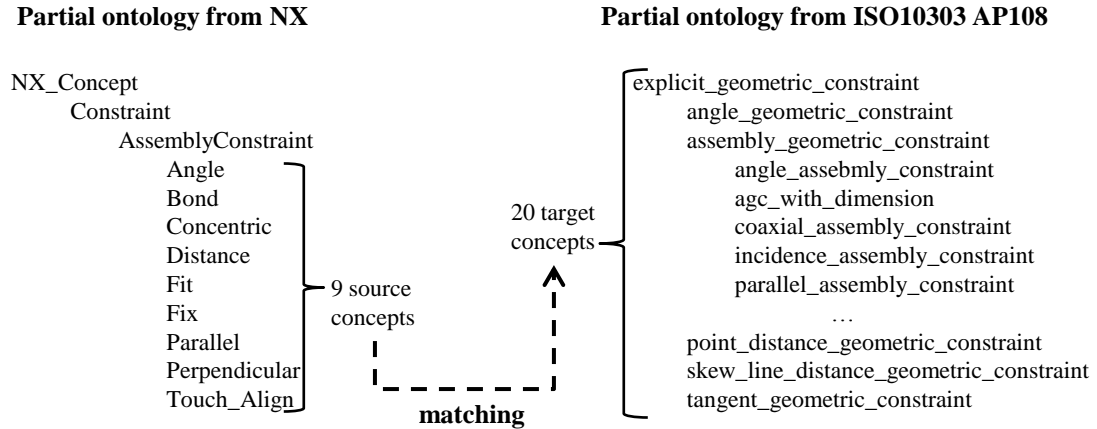 Partial ontology from NX
NX_Concept
Constraint
AssemblyConstraint
Angle
Bond
Concentric
Distance
Fit
Fix
Parallel
Perpendicular
Touch_Align
9 source
concepts
matching
Partial ontology from ISO10303 AP108
20 target
concepts
explicit_geometric_constraint
angle_geometric_constraint
assembly_geometric_constraint
angle_assebmly_constraint
agc_with_dimension
coaxial_assembly_constraint
incidence_assembly_constraint
parallel_assembly_constraint
…
point_distance_geometric_constraint
skew_line_distance_geometric_constraint
tangent_geometric_constraint